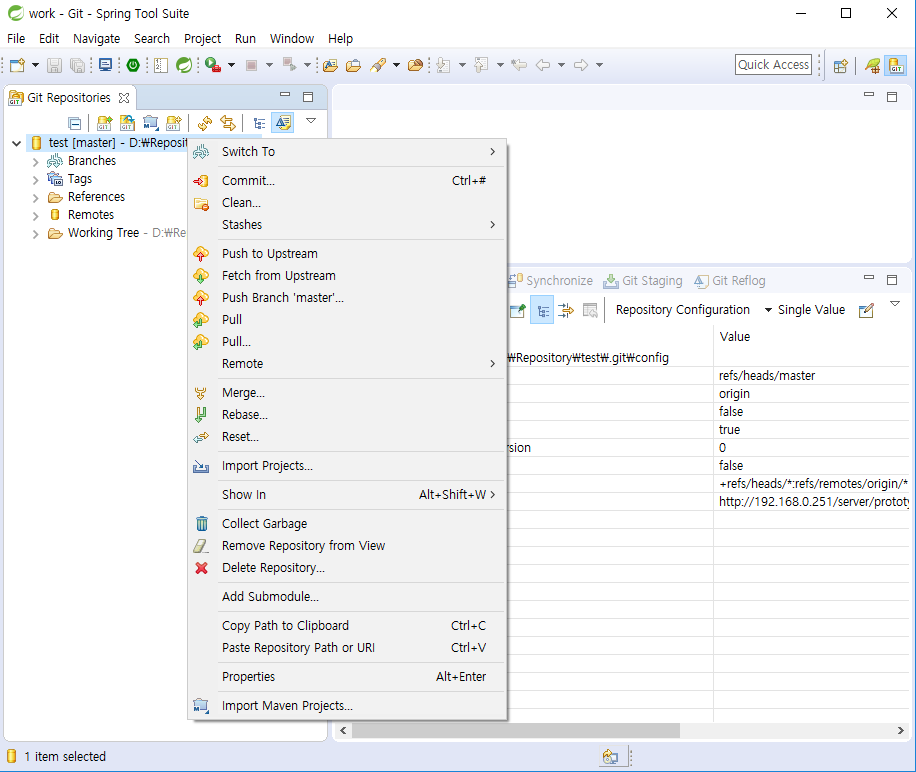 work - Git - Spring Tool Suite
File Edit Navigate Search Project Run Window Help
Quick Access
Git Repositories
test [master] - D:₩Reposit
Branches
Tags
References
Remotes
Working Tree - D:₩Re
Switch To
Commit... Ctrl+#
Clean...
Stashes
Push to Upstream
Fetch from Upstream
Push Branch 'master'...
Pull
Pull...
Remote
Merge...
Rebase...
Reset...
Import Projects...
Show In Alt+Shift+W
Collect Garbage
Remove Repository from View
Delete Repository...
Add Submodule...
Copy Path to Clipboard Ctrl+C
Paste Repository Path or URI Ctrl+V
Properties Alt+Enter
Import Maven Projects...
Synchronize Git Staging Git Reflog
Repository Configuration Single Value
Value
₩Repository₩test₩.git₩config
refs/heads/master
origin
false
true
rsion 0
false
+refs/heads/*:refs/remotes/origin/*
http://192.168.0.251/server/prototy
1 item selected